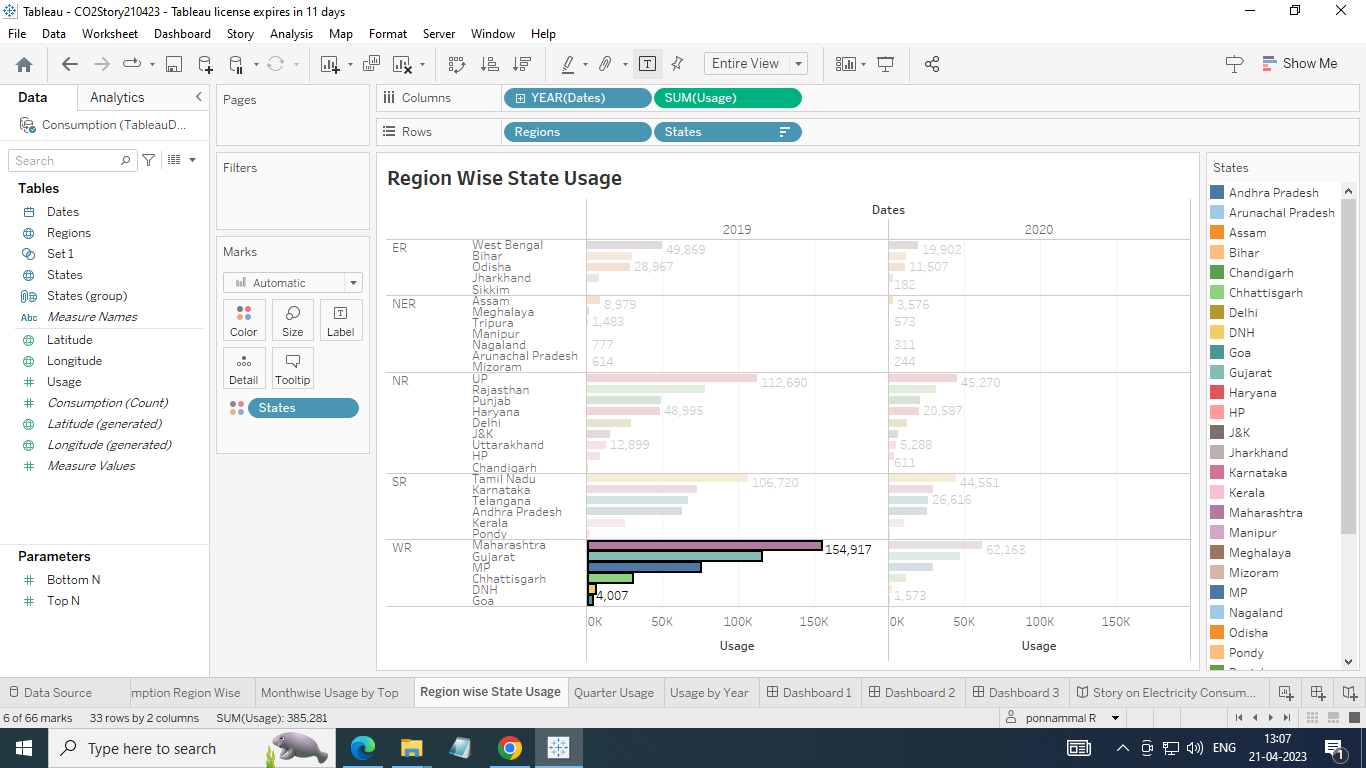 Tableau - CO2Story210423 - Tableau license expires in 11 days
File Data Worksheet Dashboard Story Analysis Map Format Server Window Help
Entire View
Show Me
Data Analytics
Consumption (TableauD...
Search
Tables
Dates
Regions
Set 1
States
States (group)
Abc Measure Names
Latitude
Longitude
Usage
Consumption (Count)
Latitude (generated)
Longitude (generated)
Measure Values
Parameters
Bottom N
Top N
Pages
Filters
Marks
Automatic
Color Size Label
Detail Tooltip
States
Columns YEAR(Dates) SUM(Usage)
Rows Regions States
Region Wise State Usage
Dates
2019 2020
ER West Bengal 49,869 19,902
Bihar
Odisha 28,967 11,507
Jharkhand 182
Sikkim
NER Assam 8,979 3,576
Meghalaya
Tripura 1,483 573
Manipur
Nagaland 777 311
Arunachal Pradesh
Mizoram 614 244
NR UP 112,690 45,270
Rajasthan
Punjab
Haryana 48,995 20,587
Delhi
J&K
Uttarakhand 12,899 5,288
HP 611
Chandigarh
SR Tamil Nadu 106,720 44,551
Karnataka
Telangana 26,616
Andhra Pradesh
Kerala
Pondy
WR Maharashtra 154,917 62,163
Gujarat
MP
Chhattisgarh
DNH 4,007 1,573
Goa
0K 50K 100K 150K 0K 50K 100K 150K
Usage Usage
States
Andhra Pradesh
Arunachal Pradesh
Assam
Bihar
Chandigarh
Chhattisgarh
Delhi
DNH
Goa
Gujarat
Haryana
HP
J&K
Jharkhand
Karnataka
Kerala
Maharashtra
Manipur
Meghalaya
Mizoram
MP
Nagaland
Odisha
Pondy
Data Source mption Region Wise Monthwise Usage by Top Region wise State Usage Quarter Usage Usage by Year Dashboard 1 Dashboard 2 Dashboard 3 Story on Electricity Consum...
6 of 66 marks 33 rows by 2 columns SUM(Usage): 385,281 ponnammal R
Type here to search
ENG
13:07
21-04-2023
1